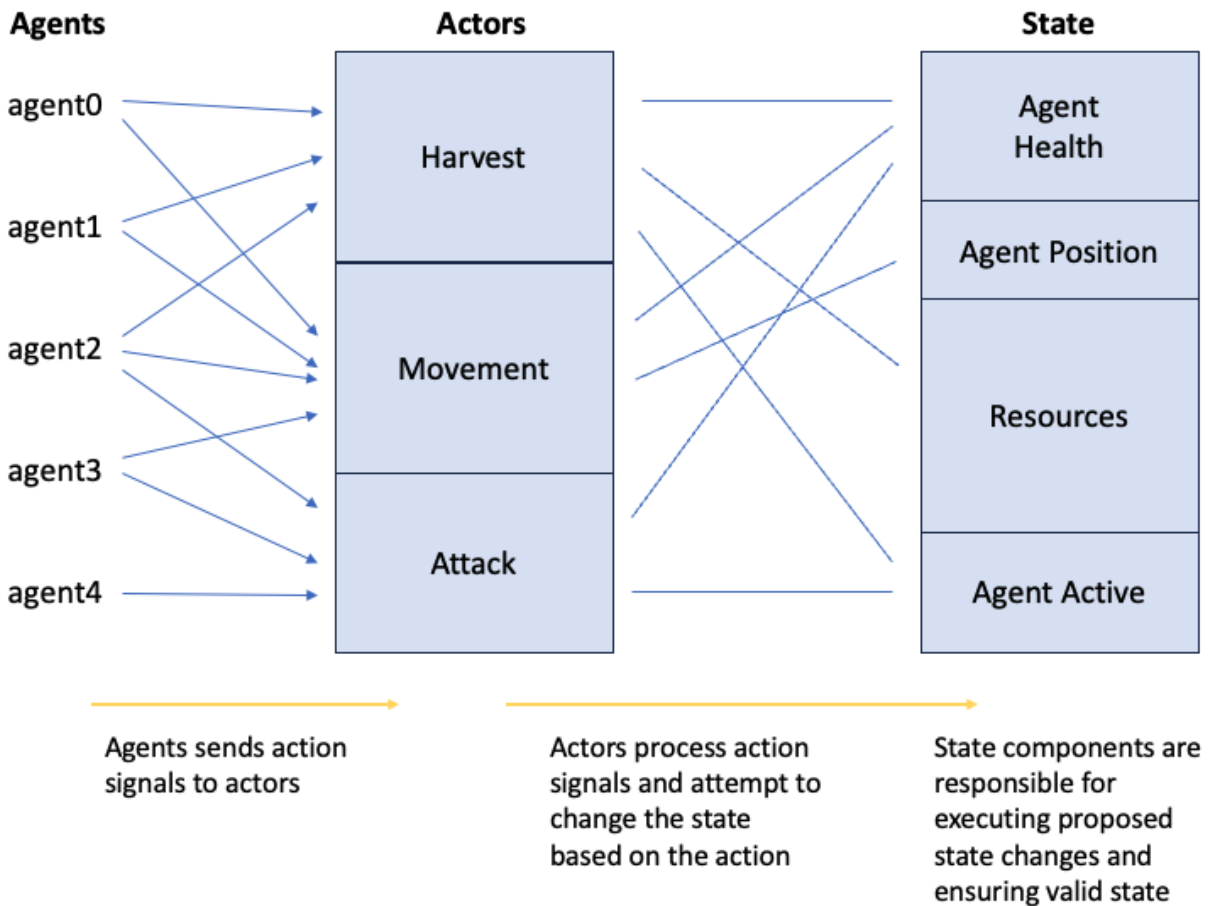 Agents
Actors
State
agent0
agent1
agent2
agent3
agent4
Harvest
Movement
Attack
Agent
Health
Agent Position
Resources
Agent Active
Agents sends action
signals to actors
Actors process action
signals and attempt to
change the state
based on the action
State components are
responsible for
executing proposed
state changes and
ensuring valid state